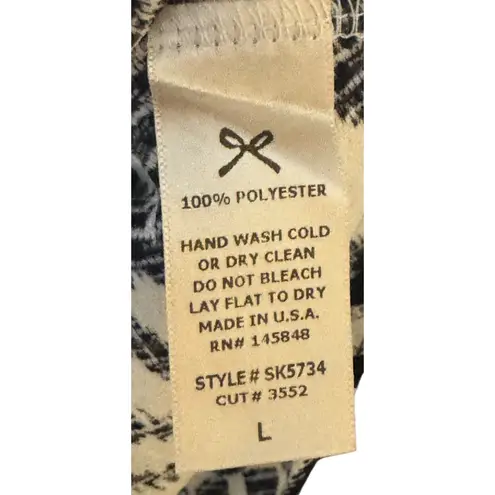 100% POLYESTER
HAND WASH COLD
OR DRY CLEAN
DO NOT BLEACH
LAY FLAT TO DRY
MADE IN U.S.A.
RN# 145848
STYLE# SK5734
CUT# 3552
L